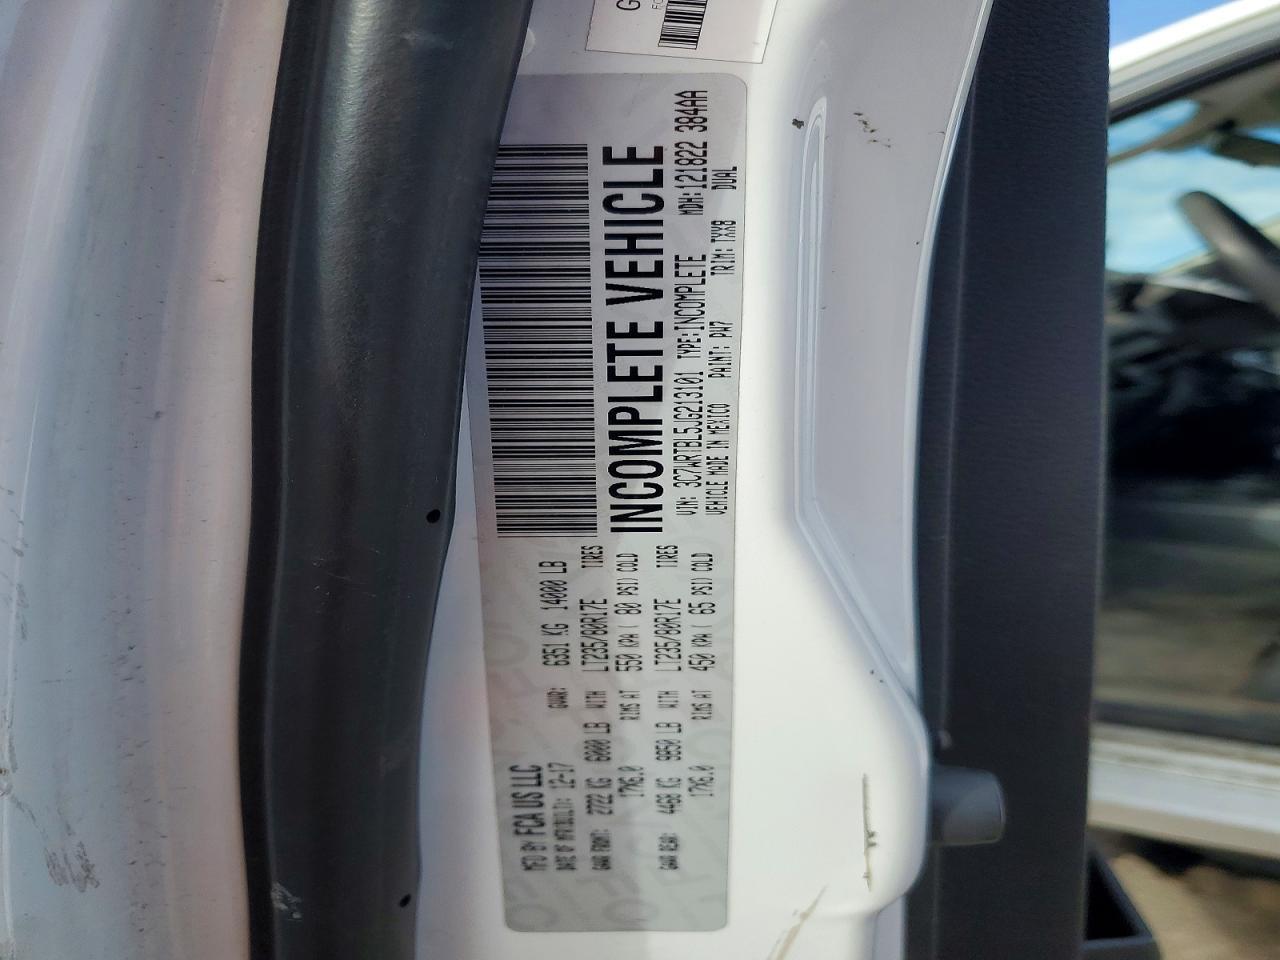 MFD BY FCA US LLC
DATE OF MFR(BUILD): 12-17 GVWR: 6351 KG 14000 LB
GAWR FRONT: 2722 KG 6000 LB WITH LT235/80R17E TIRES
17X6.0 RIMS AT 550 KPA( 80 PSI) COLD
GAWR REAR: 4468 KG 9850 LB WITH LT235/80R17E TIRES
17X6.0 RIMS AT 450 KPA( 65 PSI) COLD
INCOMPLETE VEHICLE
VIN: 3C7WRTBL5JG213101 TYPE:INCOMPLETE MDH:121822 384AA
VEHICLE MADE IN MEXICO PAINT: PW7 TRIM: TXX8 DUAL